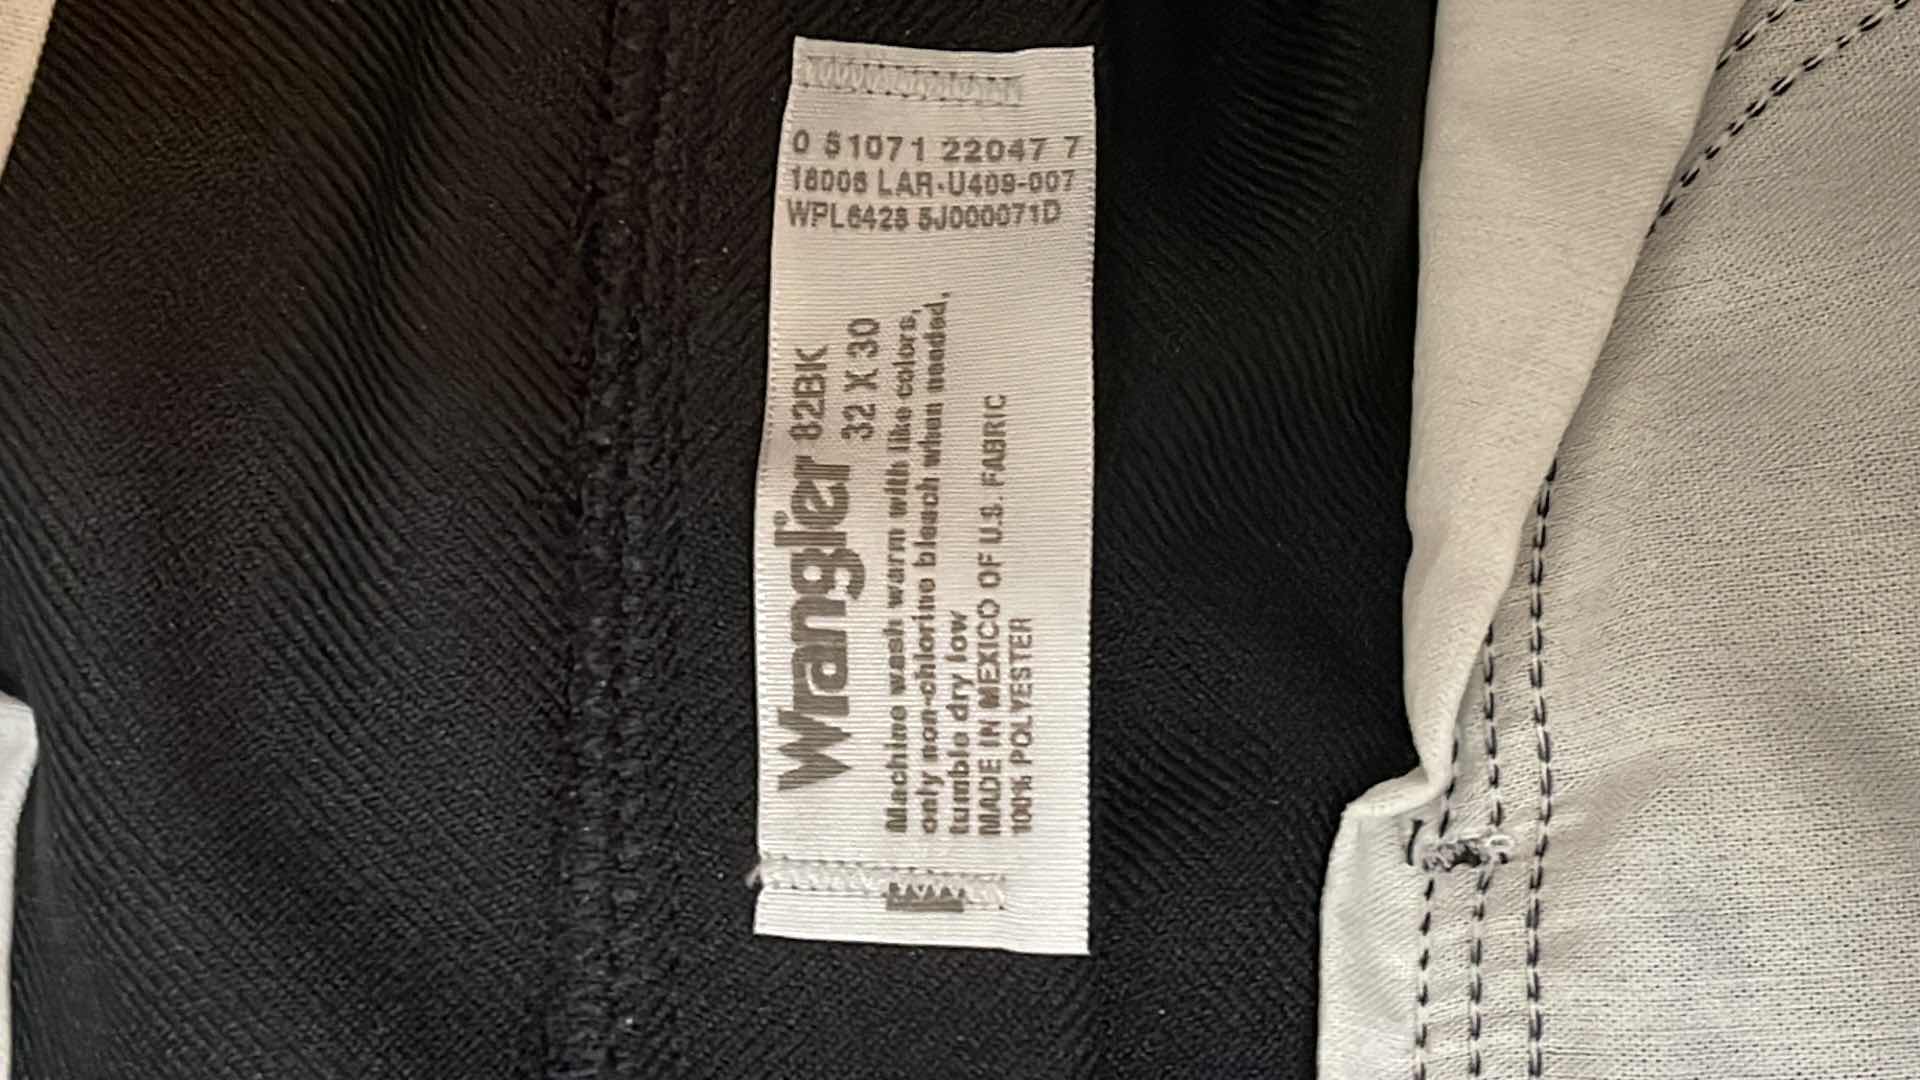 0 51071 22047 7
18006 LAR-U409-007
WPL6428 5J000071D
Wrangler® 82BK
32 X 30
Machine wash warm with like colors,
only non-chlorine bleach when needed,
tumble dry low
MADE IN MEXICO OF U.S. FABRIC
100% POLYESTER